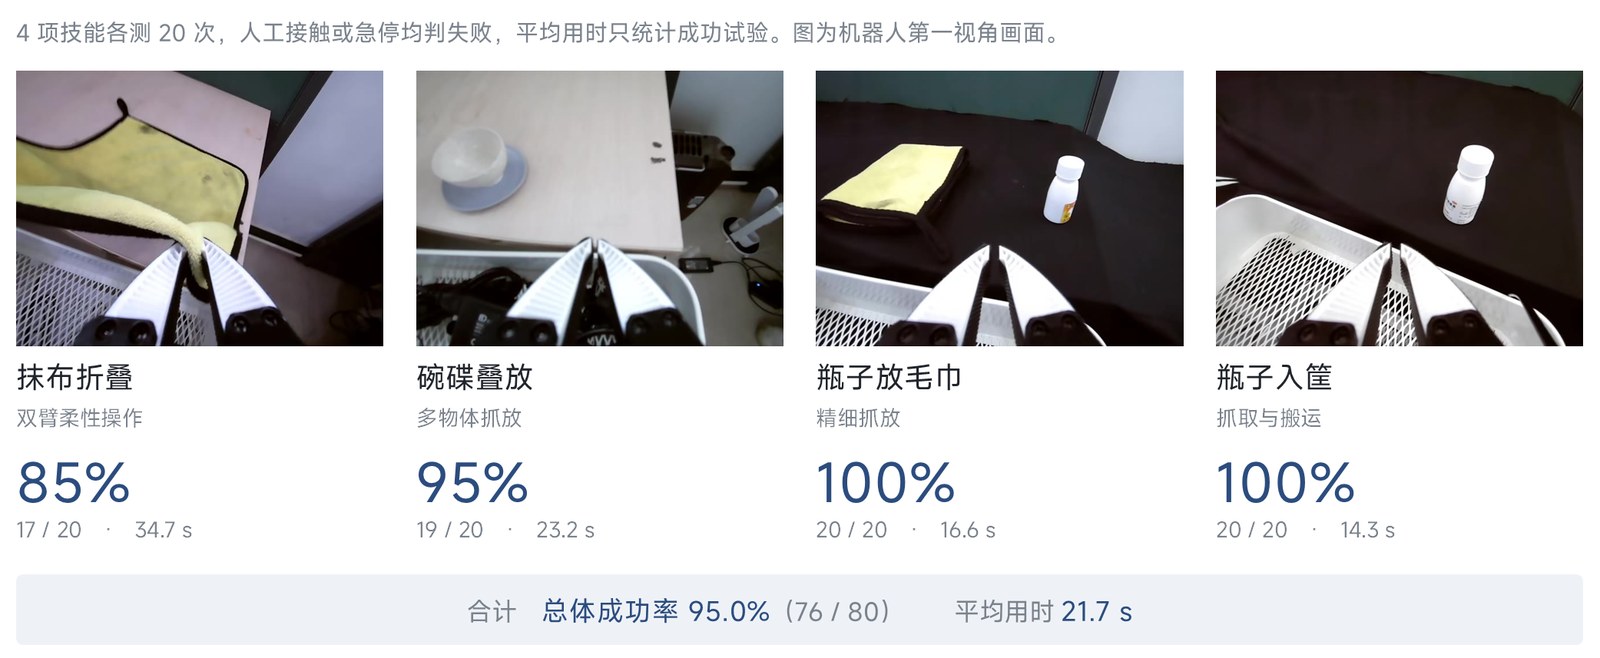 4 项技能各测 20 次，人工接触或急停均判失败，平均用时只统计成功试验。图为机器人第一视角画面。
抹布折叠
双臂柔性操作
85%
17 / 20 · 34.7 s
碗碟叠放
多物体抓放
95%
19 / 20 · 23.2 s
瓶子放毛巾
精细抓放
100%
20 / 20 · 16.6 s
瓶子入筐
抓取与搬运
100%
20 / 20 · 14.3 s
合计 总体成功率 95.0%（76 / 80） 平均用时 21.7 s